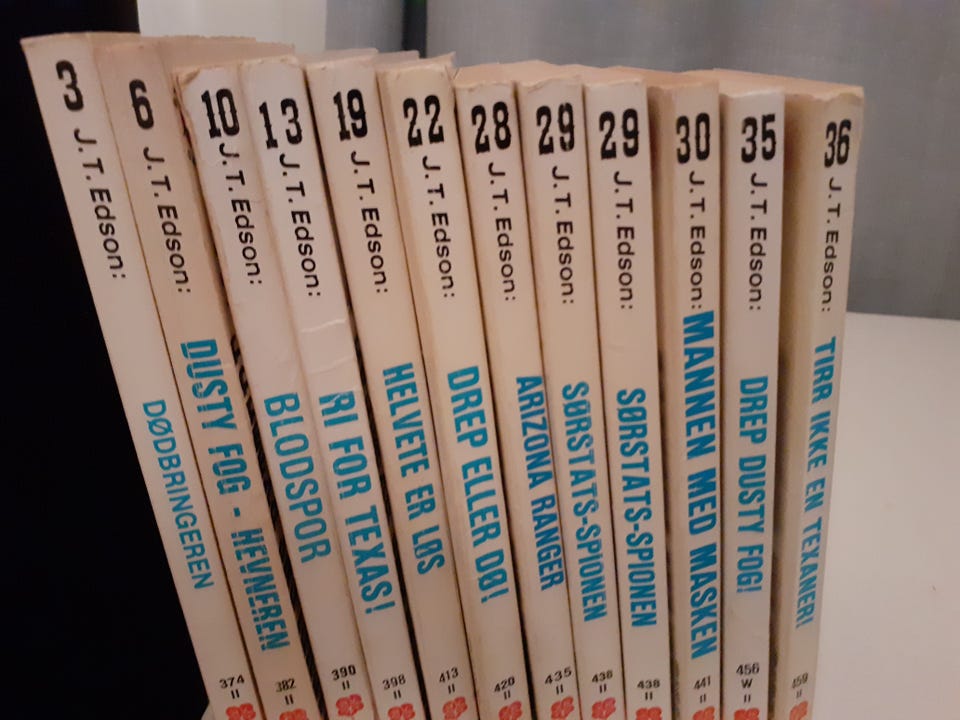 3 J.T. Edson: DØDBRINGEREN 374
6 J.T. Edson: DUSTY FOG - HEVNEREN 382
10 J.T. Edson: BLODSPOR 390
13 J.T. Edson: RI FOR TEXAS! 398
19 J.T. Edson: HELVETE ER LØS 413
22 J.T. Edson: DREP ELLER DØ! 420
28 J.T. Edson: ARIZONA RANGER 435
29 J.T. Edson: SØRSTATS-SPIONEN 438
29 J.T. Edson: SØRSTATS-SPIONEN 438
30 J.T. Edson: MANNEN MED MASKEN 441
35 J.T. Edson: DREP DUSTY FOG! 456 W
36 J.T. Edson: TIRR IKKE EN TEXANER! 459